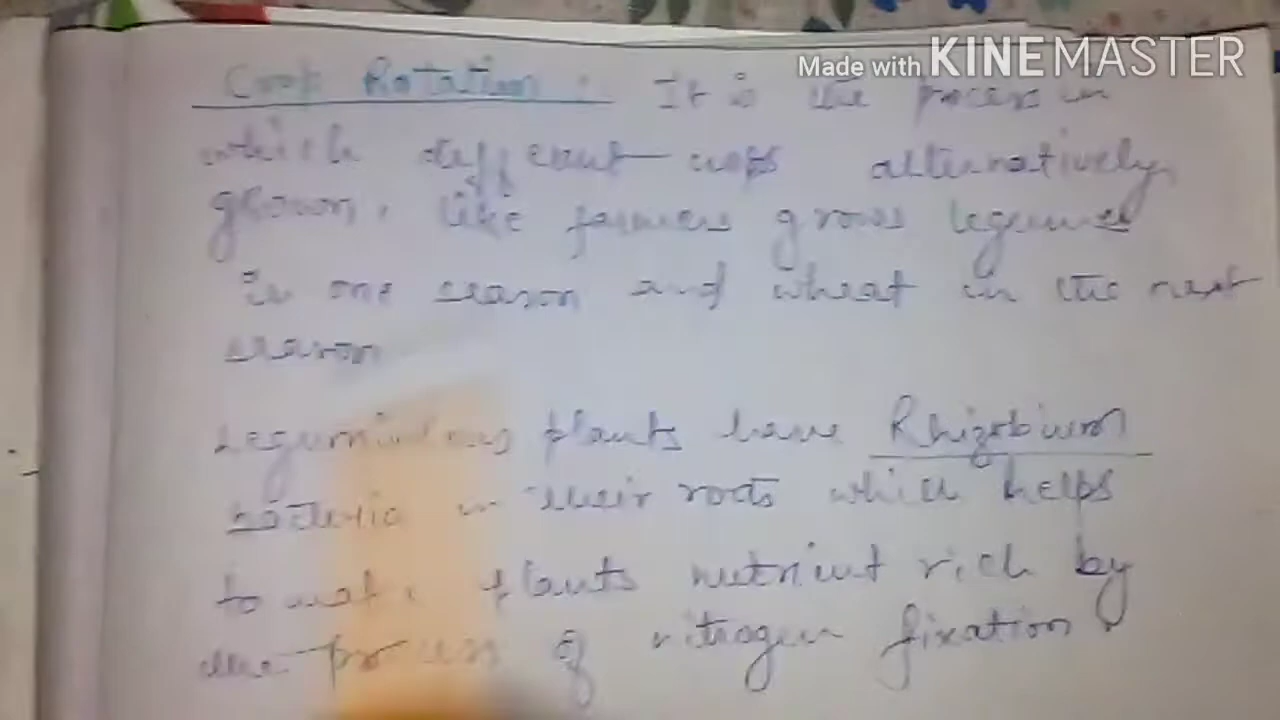 Made with KINEMASTER
Crop Rotation : It is the process in
which different crops alternatively
grown, like farmers grows legumes
in one season and wheat in the next
season
Leguminous plants have Rhizobium
bacteria in their roots which helps
to make plants nutrient rich by
the process of nitrogen fixation.